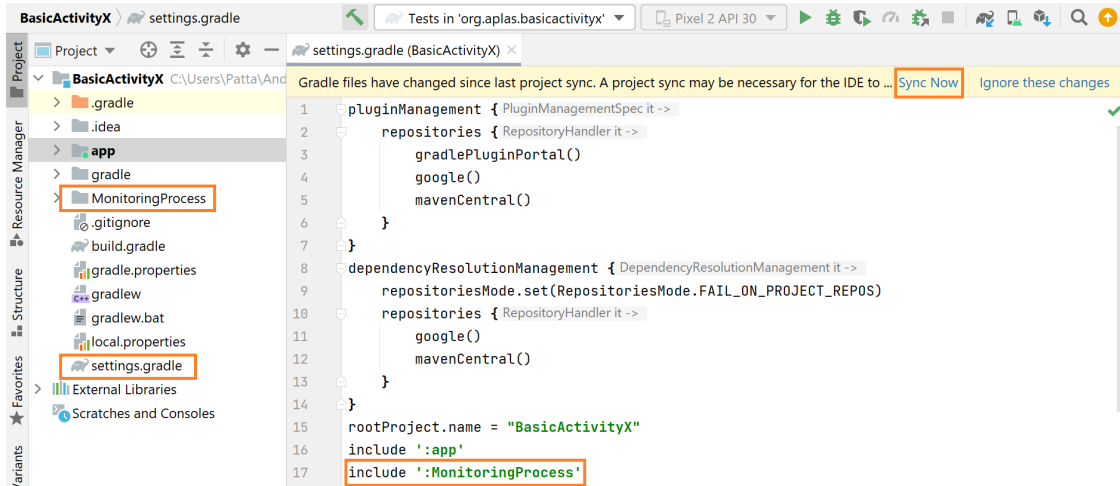 BasicActivityX settings.gradle
Tests in 'org.aplas.basicactivityx'
Pixel 2 API 30
Project
settings.gradle (BasicActivityX)
Gradle files have changed since last project sync. A project sync may be necessary for the IDE to ... Sync Now Ignore these changes
Project
Resource Manager
Structure
Favorites
Variants
BasicActivityX C:\Users\Patta\And
.gradle
.idea
app
gradle
MonitoringProcess
.gitignore
build.gradle
gradle.properties
C++ gradlew
gradlew.bat
local.properties
settings.gradle
External Libraries
Scratches and Consoles
1 pluginManagement { PluginManagementSpec it ->
2 repositories { RepositoryHandler it ->
3 gradlePluginPortal()
4 google()
5 mavenCentral()
6 }
7 }
8 dependencyResolutionManagement { DependencyResolutionManagement it ->
9 repositoriesMode.set(RepositoriesMode.FAIL_ON_PROJECT_REPOS)
10 repositories { RepositoryHandler it ->
11 google()
12 mavenCentral()
13 }
14 }
15 rootProject.name = "BasicActivityX"
16 include ':app'
17 include ':MonitoringProcess'